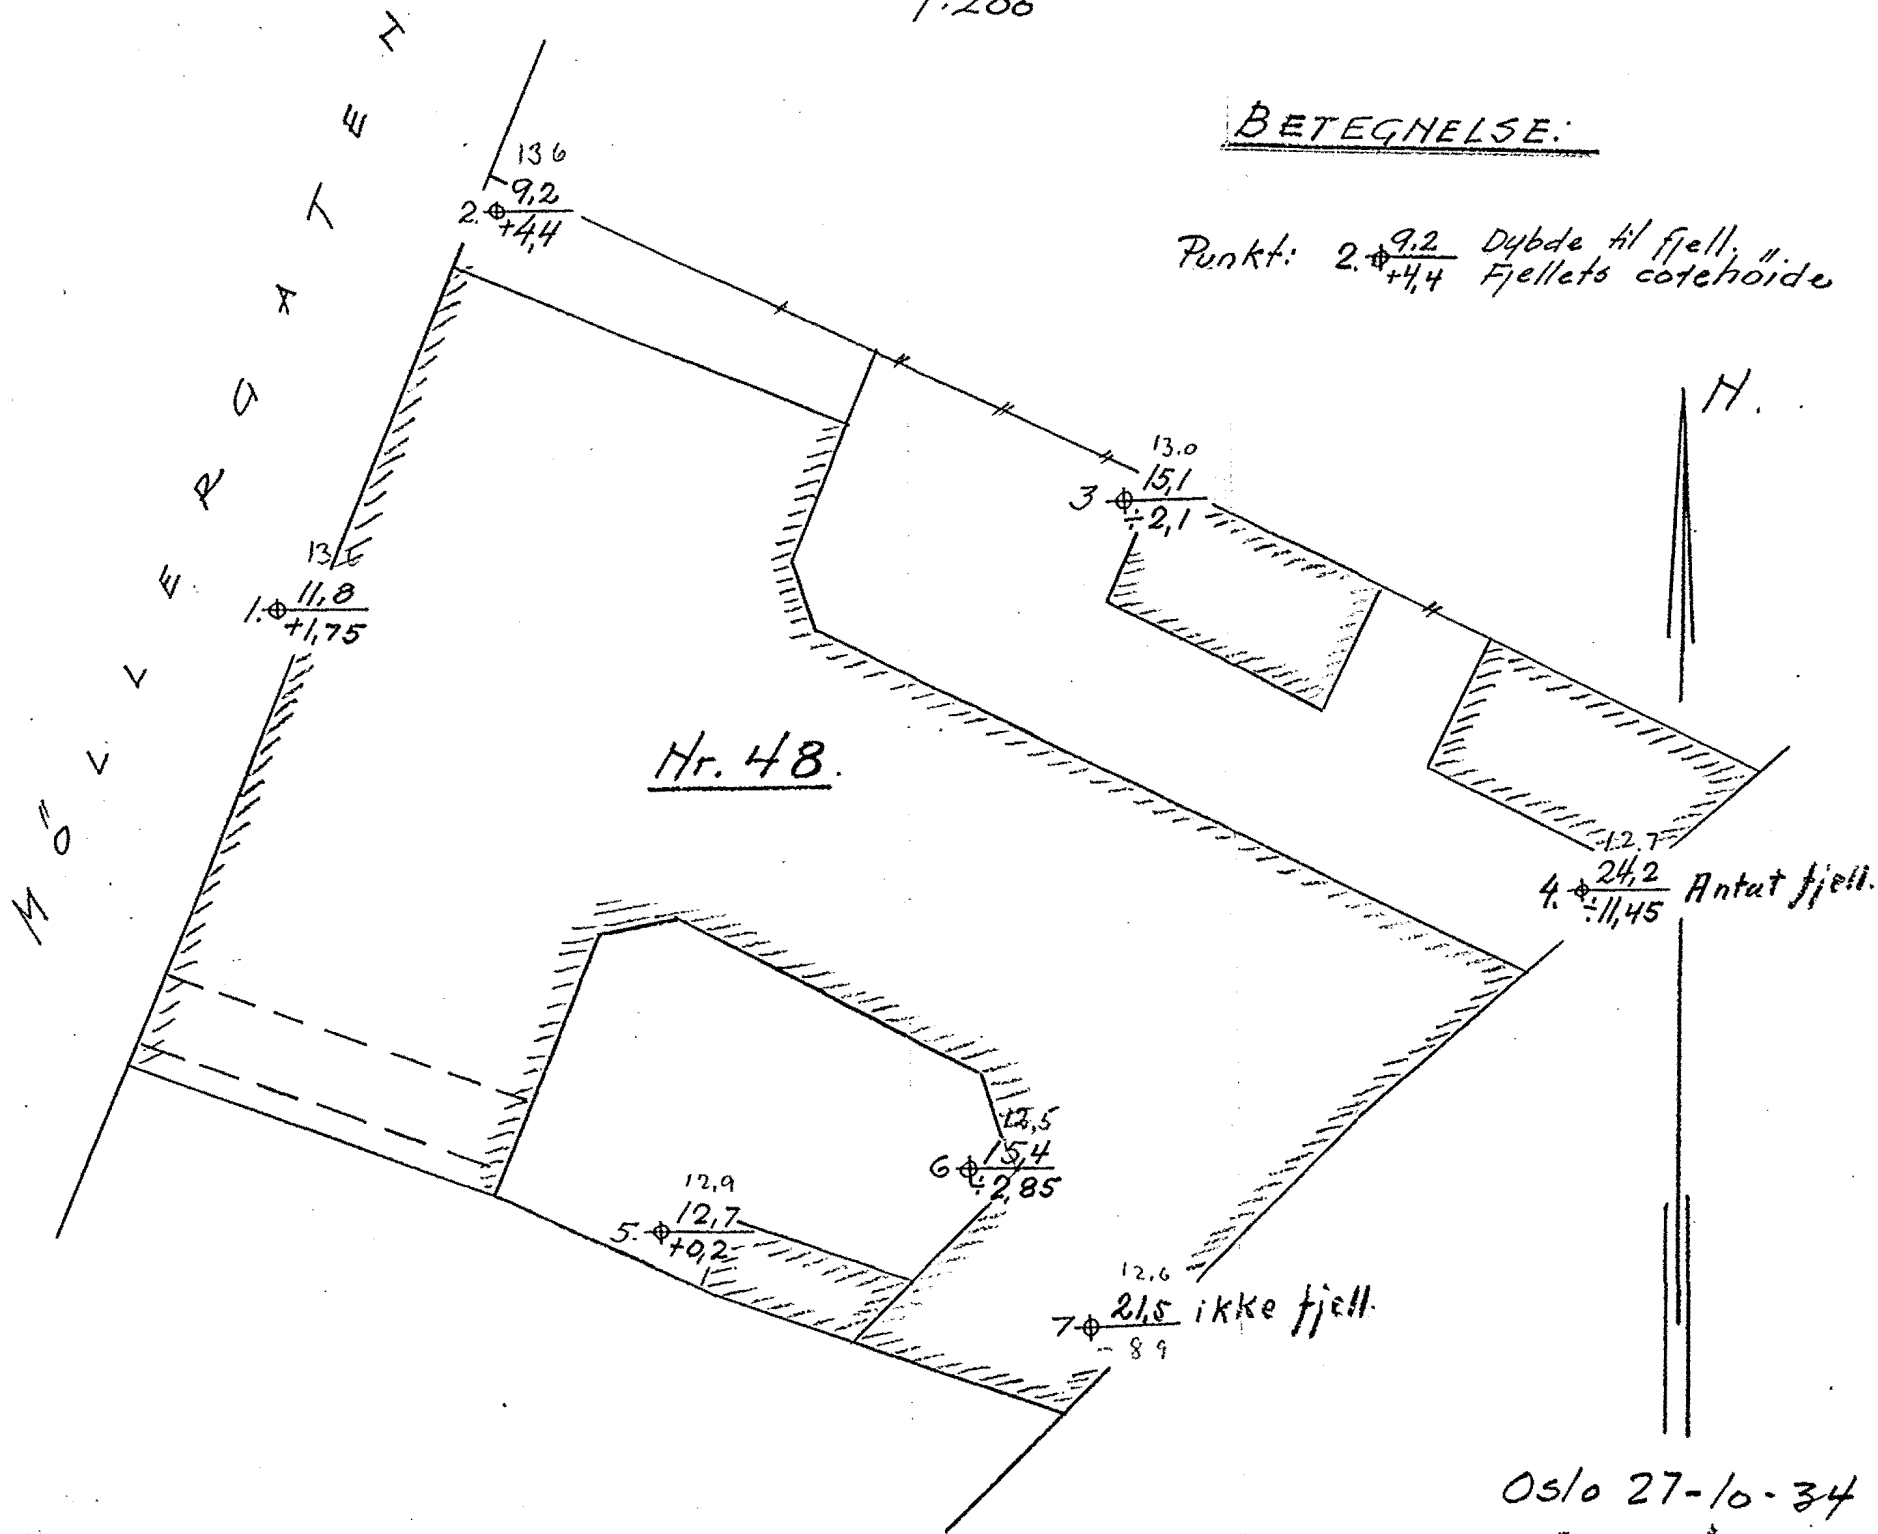 1:200
BETEGNELSE:
Punkt: 2. 9.2 Dybde til fjell.
+4,4 Fjellets cotehöide
N.
MÖLLERGATEN
136
9,2
2. +4,4
13.0
15,1
3 ÷2,1
11,8
1. +1,75
Nr. 48.
12.7
24,2
4. ÷11,45 Antat fjell.
12,5
15,4
6 ÷2,85
12,9
12,7
5. +0,2
12,6
21,5 ikke fjell.
7 - 89
Oslo 27-10-34